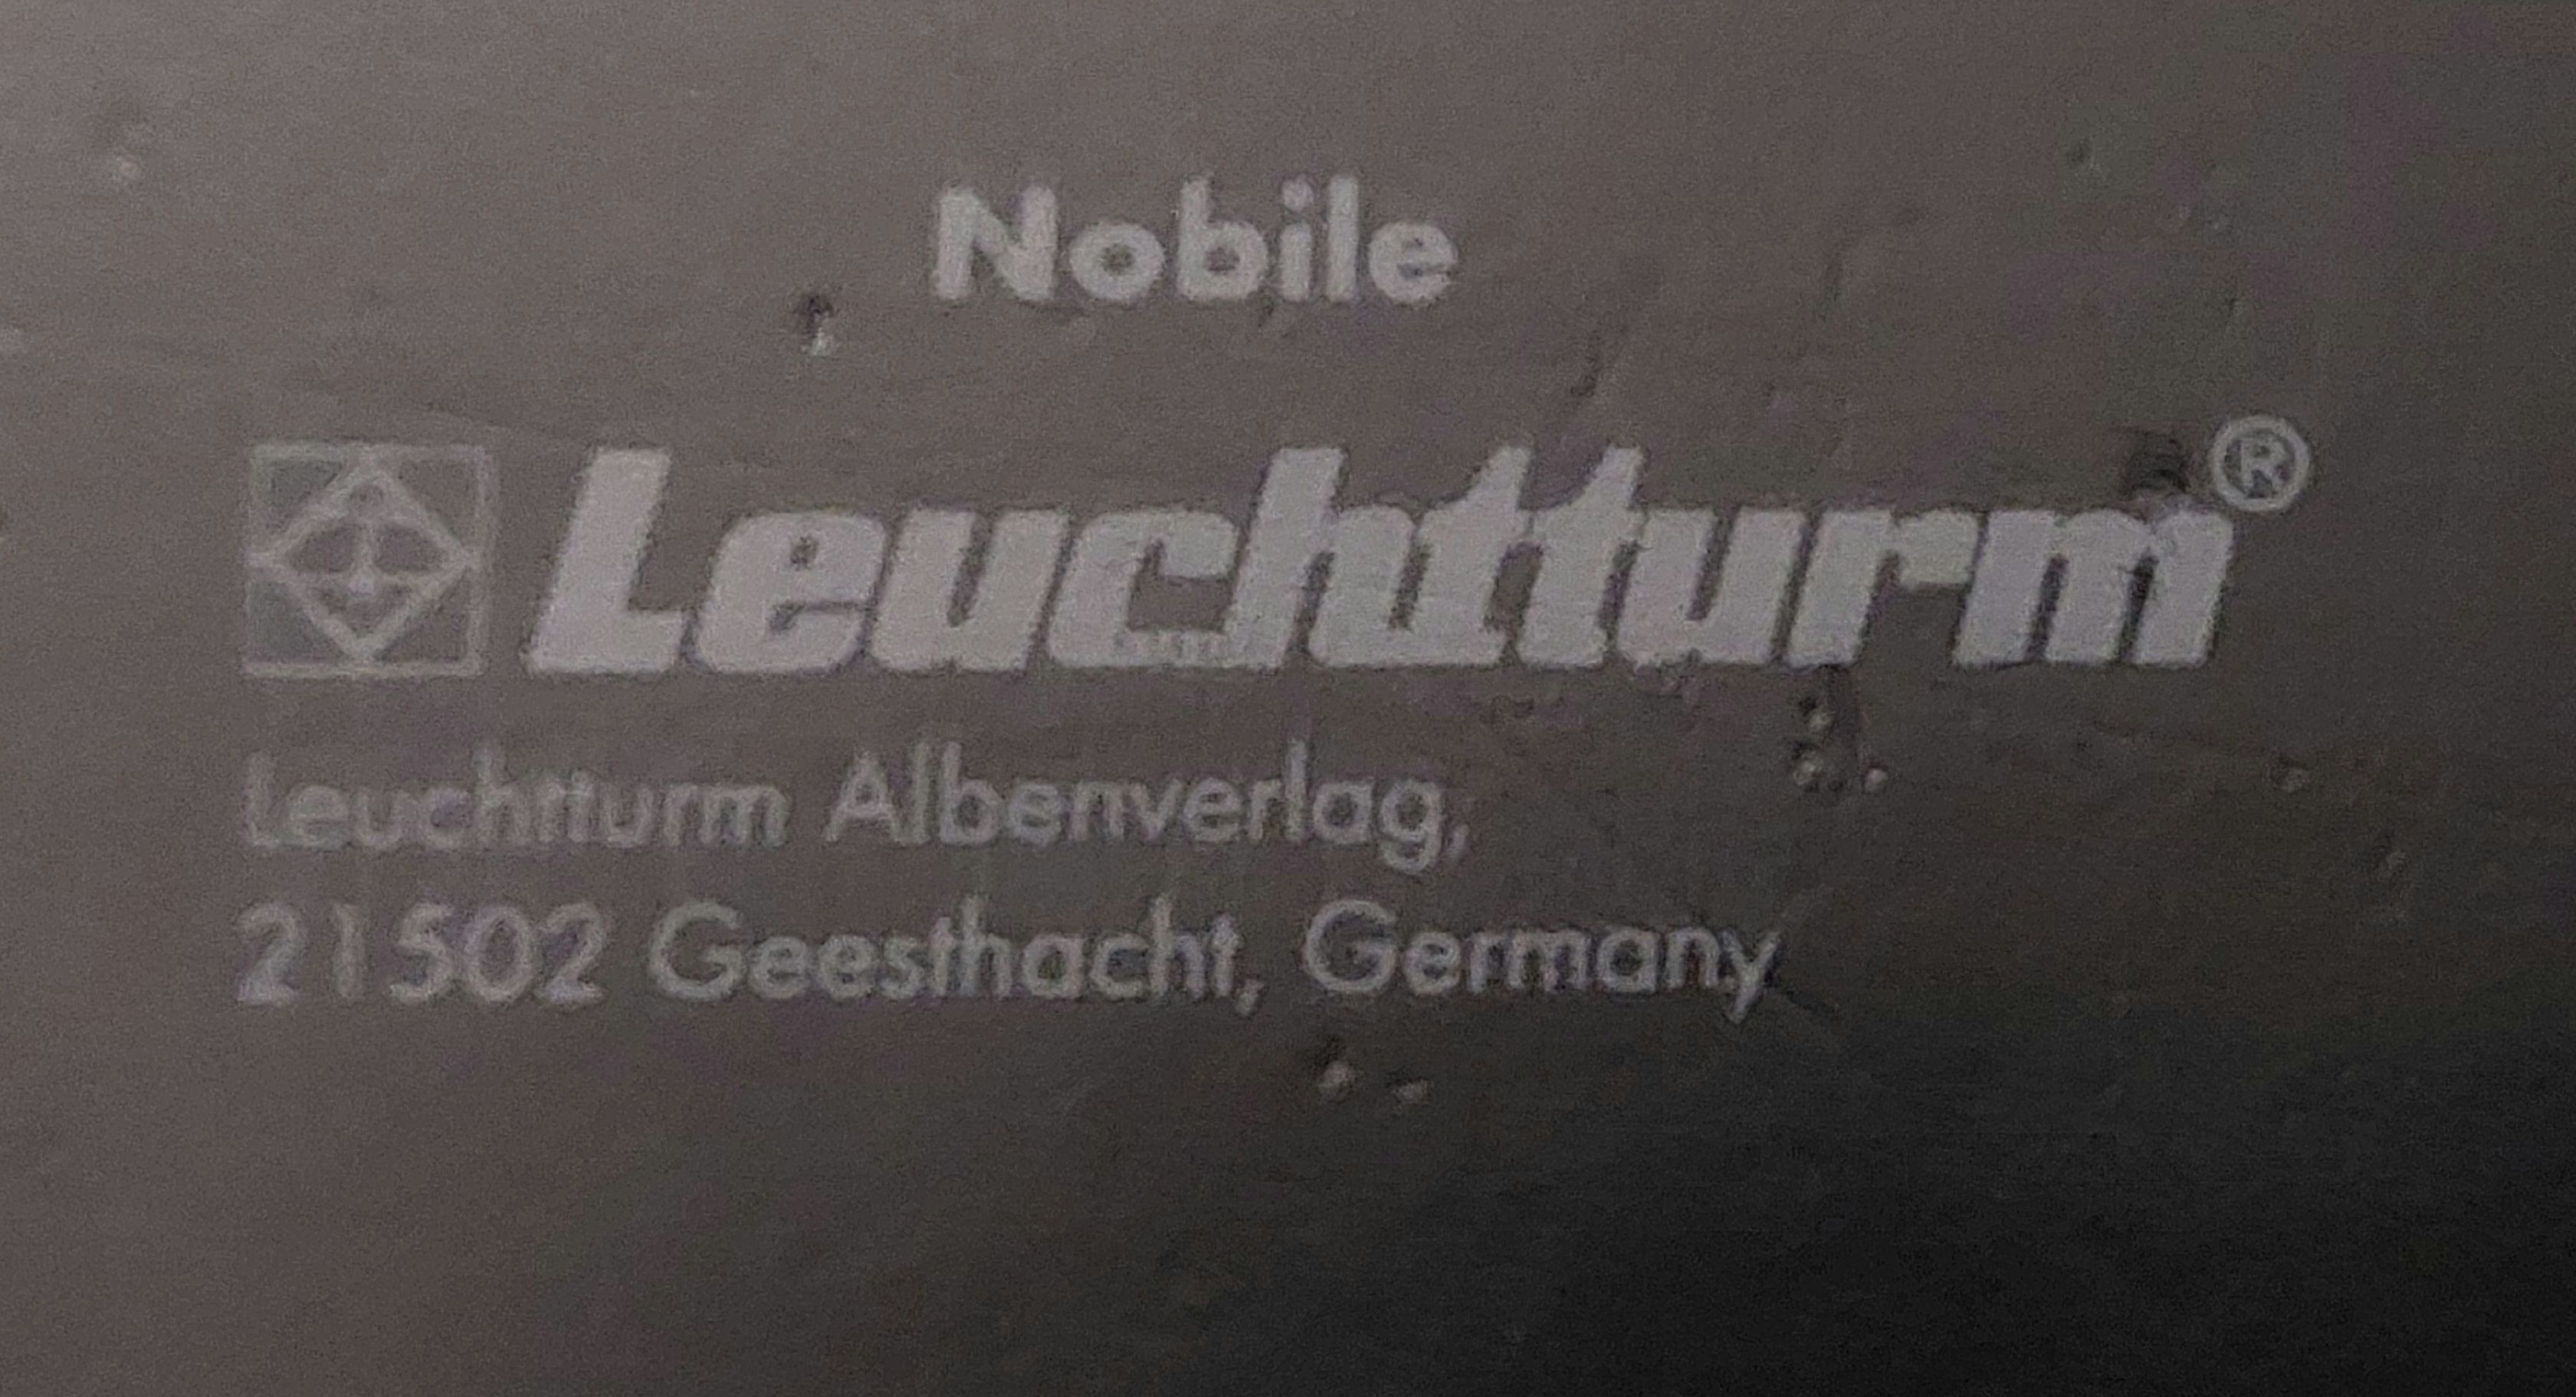 Nobile
Leuchtturm®
Leuchtturm Albenverlag,
21502 Geesthacht, Germany